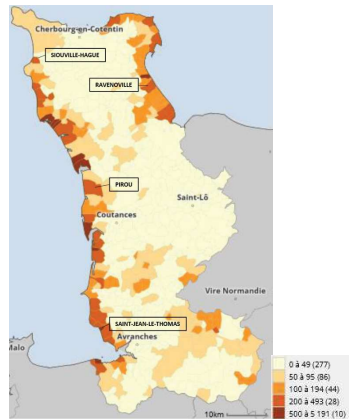 Cherbourg-en-Cotentin
SIOUVILLE-HAGUE
RAVENOVILLE
PIROU
Saint-Lô
Coutances
Vire Normandie
SAINT-JEAN-LE-THOMAS
Malo
Avranches
10km
0 à 49 (277)
50 à 95 (86)
100 à 194 (44)
200 à 493 (28)
500 à 5 191 (10)